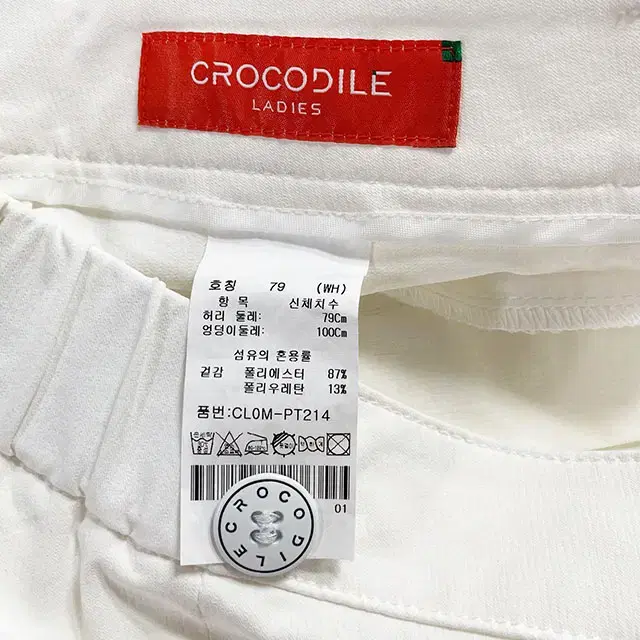 CROCODILE
LADIES
호칭 79 (WH)
항 목 신체치수
허리 둘레: 79Cm
엉덩이둘레: 100Cm
섬유의 혼용률
겉감 폴리에스터 87%
폴리우레탄 13%
품번:CL0M-PT214
01
CROCODILE